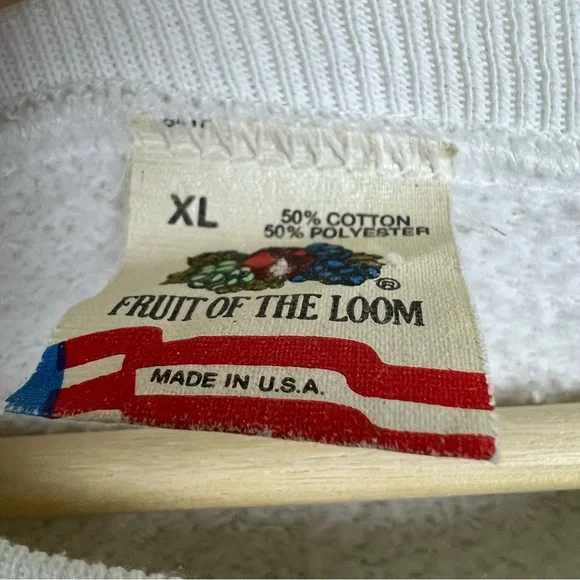 XL
50% COTTON
50% POLYESTER
®
FRUIT OF THE LOOM
MADE IN U.S.A.